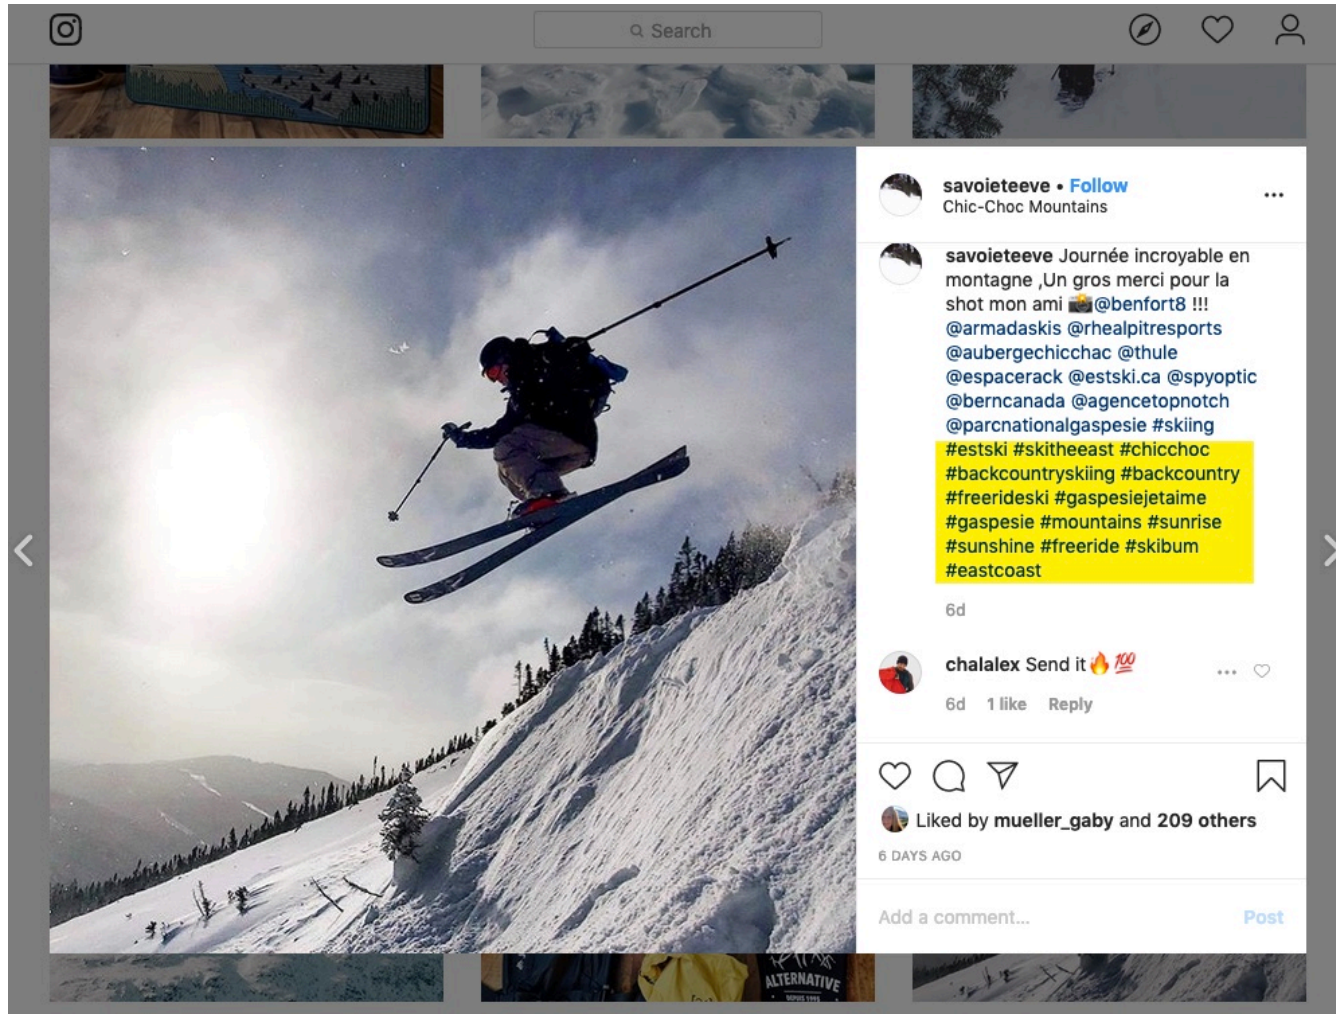 Search
savoieteeve • Follow
Chic-Choc Mountains
savoieteeve Journée incroyable en
montagne ,Un gros merci pour la
shot mon ami 📸@benfort8 !!!
@armadaskis @rhealpitresports
@aubergechicchac @thule
@espacerack @estski.ca @spyoptic
@berncanada @agencetopnotch
@parcnationalgaspesie #skiing
#estski #skitheeast #chicchoc
#backcountryskiing #backcountry
#freerideski #gaspesiejetaime
#gaspesie #mountains #sunrise
#sunshine #freeride #skibum
#eastcoast
6d
chalalex Send it🔥💯
6d 1 like Reply
Liked by mueller_gaby and 209 others
6 DAYS AGO
Add a comment... Post
ALTERNATIVE
DEPUIS 1995